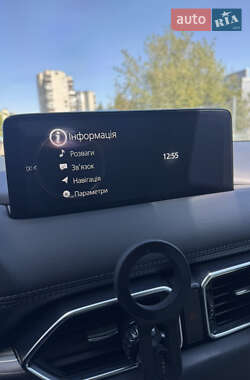 auto RIA
Інформація
Розваги
12:55
Зв'язок
Навігація
Параметри